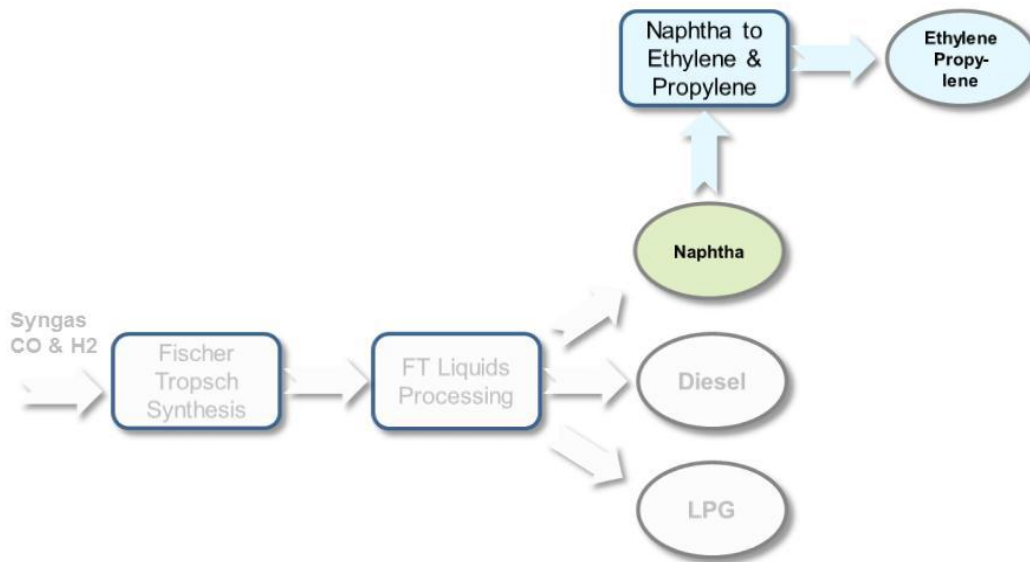 Naphtha to
Ethylene &
Propylene
Ethylene
Propy-
lene
Naphtha
Syngas
CO & H2
Fischer
Tropsch
Synthesis
FT Liquids
Processing
Diesel
LPG